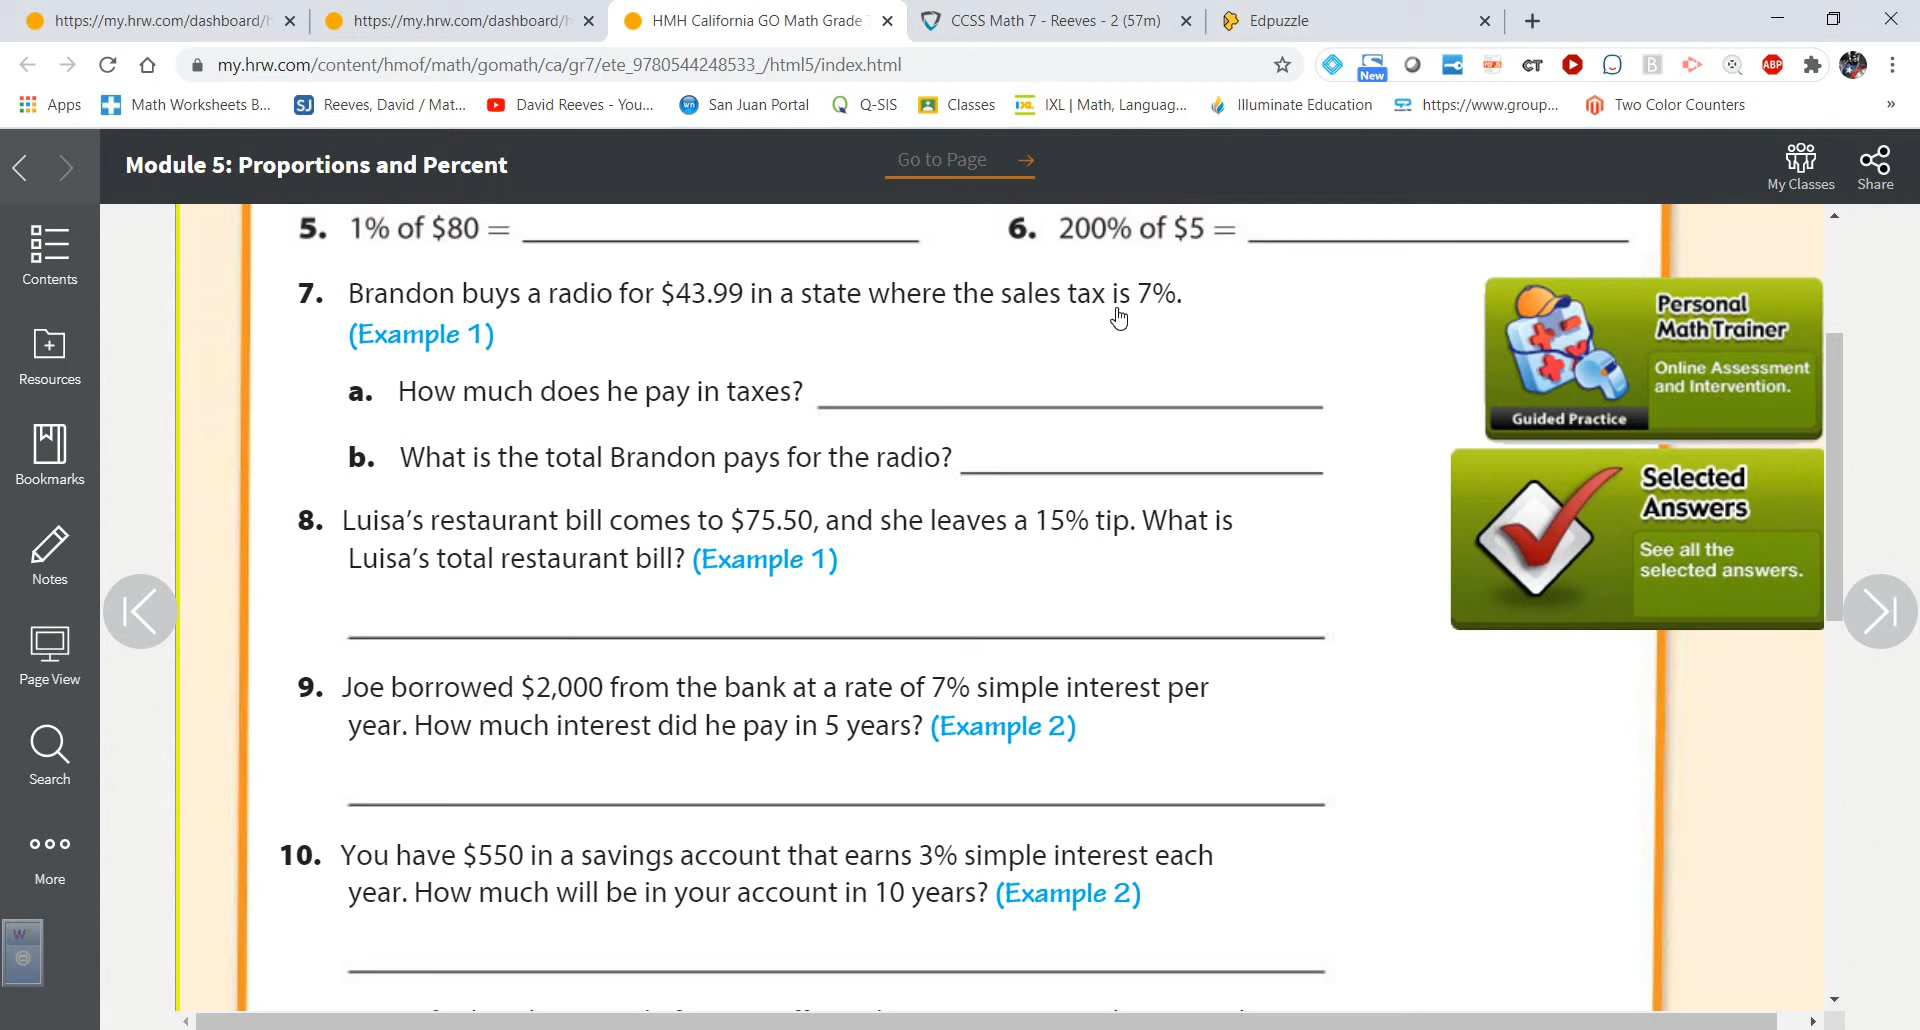 https://my.hrw.com/dashboard/
https://my.hrw.com/dashboard/
HMH California GO Math Grade 7
CCSS Math 7 - Reeves - 2 (57m)
Edpuzzle
my.hrw.com/content/hmof/math/gomath/ca/gr7/ete_9780544248533_/html5/index.html
New
CT
ABP
Apps
Math Worksheets B...
SJ
Reeves, David / Mat...
David Reeves - You...
San Juan Portal
Q-SIS
Classes
IXL | Math, Languag...
Illuminate Education
https://www.group...
Two Color Counters
»
Module 5: Proportions and Percent
Go to Page
My Classes
Share
Contents
Resources
Bookmarks
Notes
Page View
Search
More
5. 1% of $80 =
6. 200% of $5 =
7. Brandon buys a radio for $43.99 in a state where the sales tax is 7%.
(Example 1)
a. How much does he pay in taxes?
b. What is the total Brandon pays for the radio?
8. Luisa's restaurant bill comes to $75.50, and she leaves a 15% tip. What is
Luisa's total restaurant bill? (Example 1)
9. Joe borrowed $2,000 from the bank at a rate of 7% simple interest per
year. How much interest did he pay in 5 years? (Example 2)
10. You have $550 in a savings account that earns 3% simple interest each
year. How much will be in your account in 10 years? (Example 2)
Personal
Math Trainer
Online Assessment
and Intervention.
Guided Practice
Selected
Answers
See all the
selected answers.